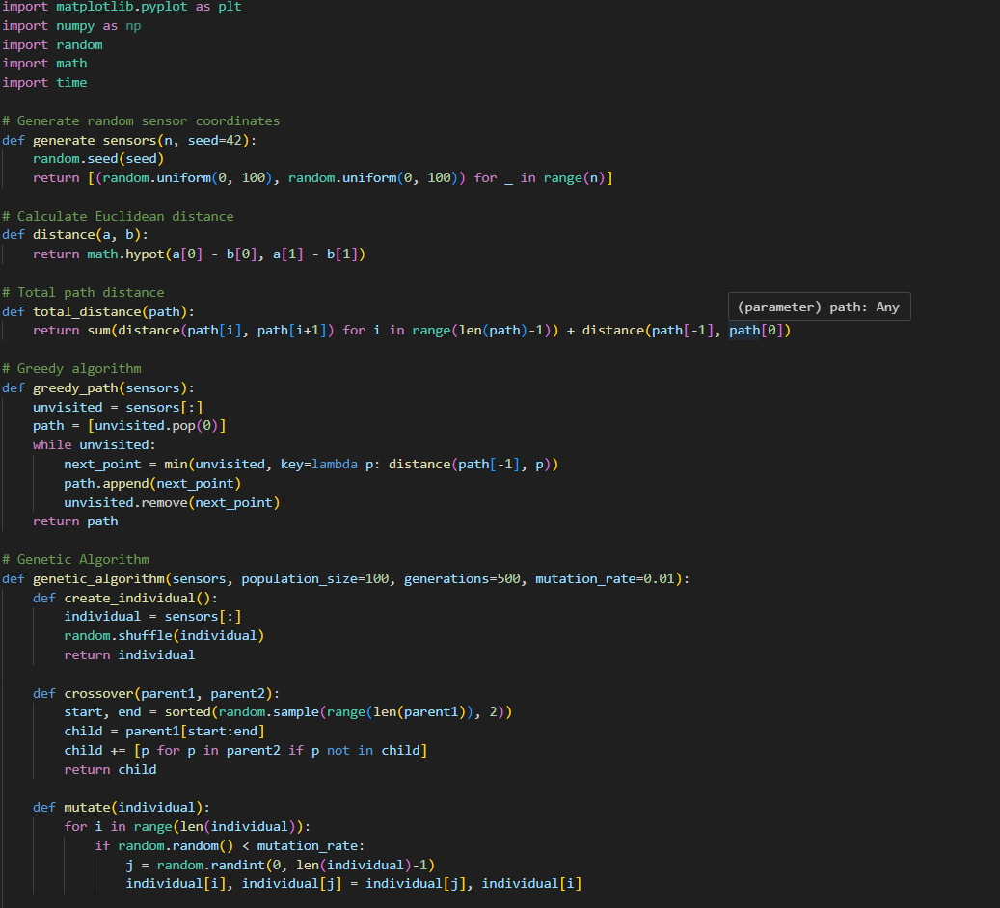 import matplotlib.pyplot as plt
import numpy as np
import random
import math
import time

# Generate random sensor coordinates
def generate_sensors(n, seed=42):
    random.seed(seed)
    return [(random.uniform(0, 100), random.uniform(0, 100)) for _ in range(n)]

# Calculate Euclidean distance
def distance(a, b):
    return math.hypot(a[0] - b[0], a[1] - b[1])

# Total path distance
(parameter) path: Any
def total_distance(path):
    return sum(distance(path[i], path[i+1]) for i in range(len(path)-1)) + distance(path[-1], path[0])

# Greedy algorithm
def greedy_path(sensors):
    unvisited = sensors[:]
    path = [unvisited.pop(0)]
    while unvisited:
        next_point = min(unvisited, key=lambda p: distance(path[-1], p))
        path.append(next_point)
        unvisited.remove(next_point)
    return path

# Genetic Algorithm
def genetic_algorithm(sensors, population_size=100, generations=500, mutation_rate=0.01):
    def create_individual():
        individual = sensors[:]
        random.shuffle(individual)
        return individual

    def crossover(parent1, parent2):
        start, end = sorted(random.sample(range(len(parent1)), 2))
        child = parent1[start:end]
        child += [p for p in parent2 if p not in child]
        return child

    def mutate(individual):
        for i in range(len(individual)):
            if random.random() < mutation_rate:
                j = random.randint(0, len(individual)-1)
                individual[i], individual[j] = individual[j], individual[i]